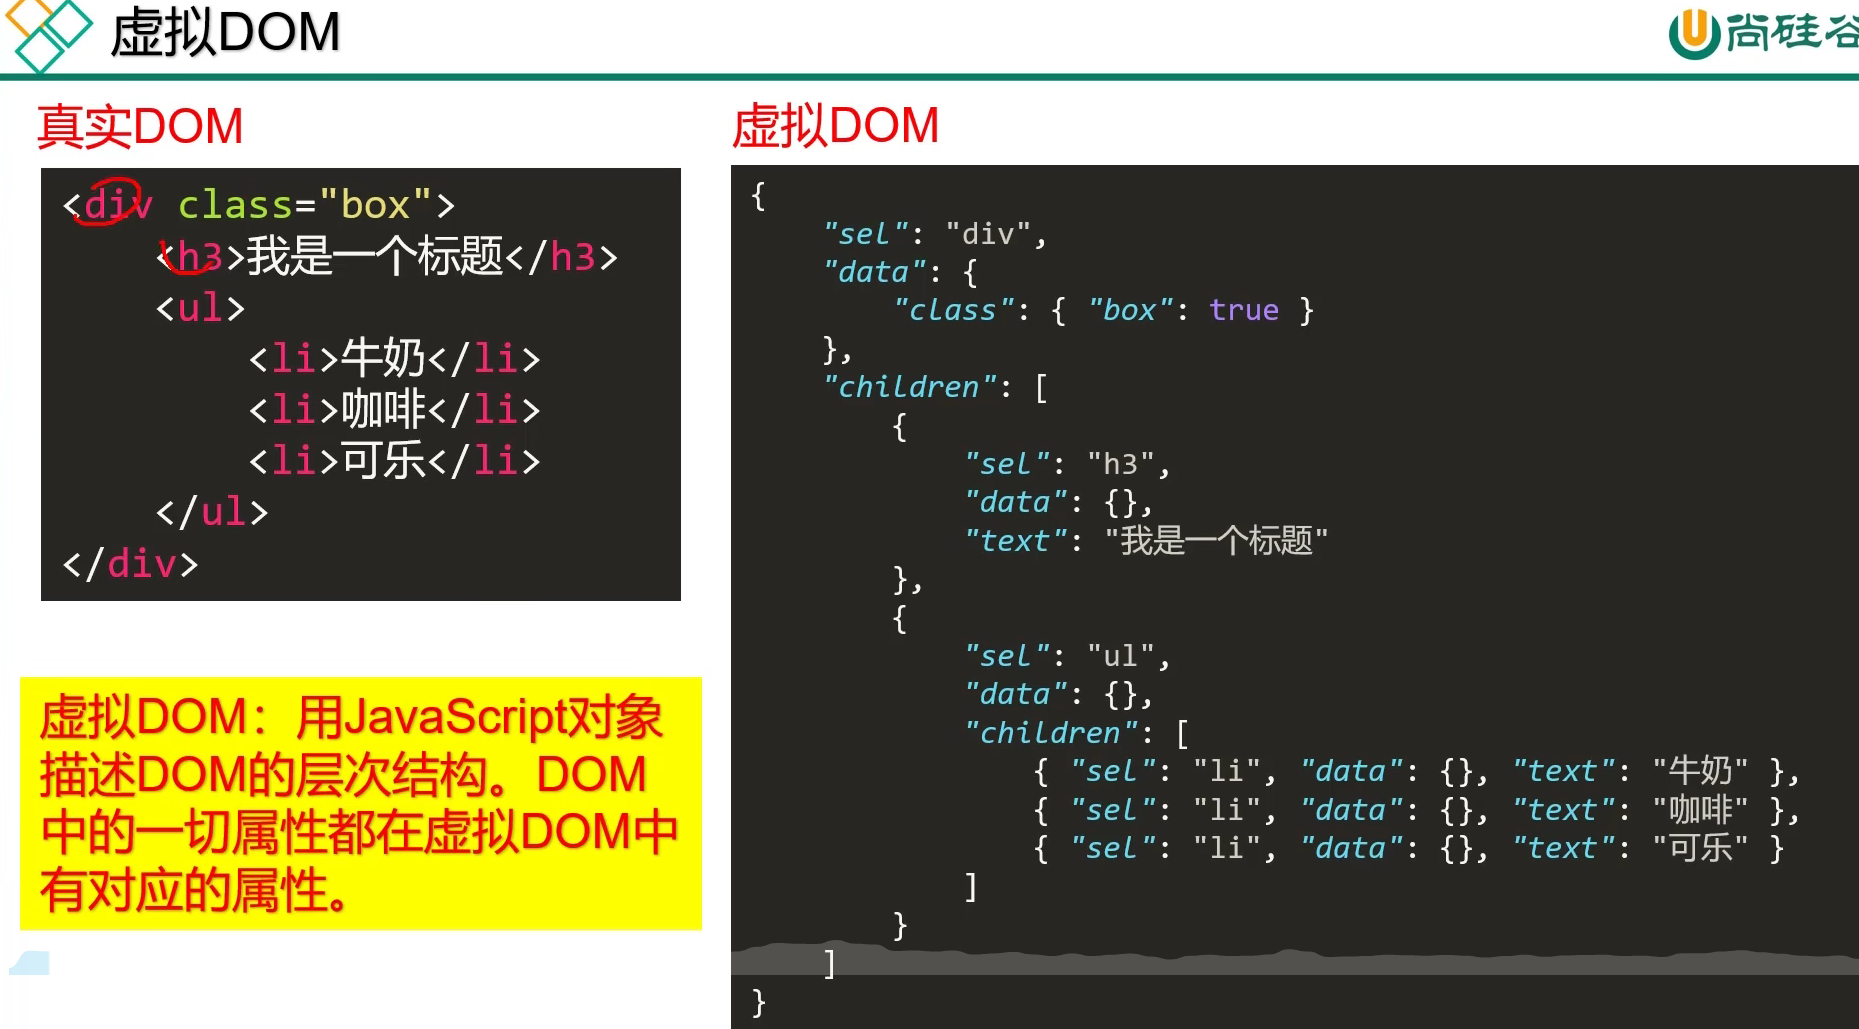 虚拟DOM
尚硅谷
真实DOM
<div class="box">
<h3>我是一个标题</h3>
<ul>
<li>牛奶</li>
<li>咖啡</li>
<li>可乐</li>
</ul>
</div>
虚拟DOM：用JavaScript对象
描述DOM的层次结构。DOM
中的一切属性都在虚拟DOM中
有对应的属性。
虚拟DOM
{
"sel": "div",
"data": {
"class": { "box": true }
},
"children": [
{
"sel": "h3",
"data": {},
"text": "我是一个标题"
},
{
"sel": "ul",
"data": {},
"children": [
{ "sel": "li", "data": {}, "text": "牛奶" },
{ "sel": "li", "data": {}, "text": "咖啡" },
{ "sel": "li", "data": {}, "text": "可乐" }
]
}
]
}